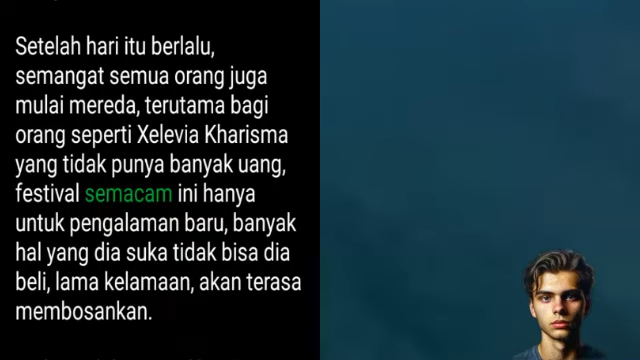 Setelah hari itu berlalu,
semangat semua orang juga
mulai mereda, terutama bagi
orang seperti Xelevia Kharisma
yang tidak punya banyak uang,
festival semacam ini hanya
untuk pengalaman baru, banyak
hal yang dia suka tidak bisa dia
beli, lama kelamaan, akan terasa
membosankan.